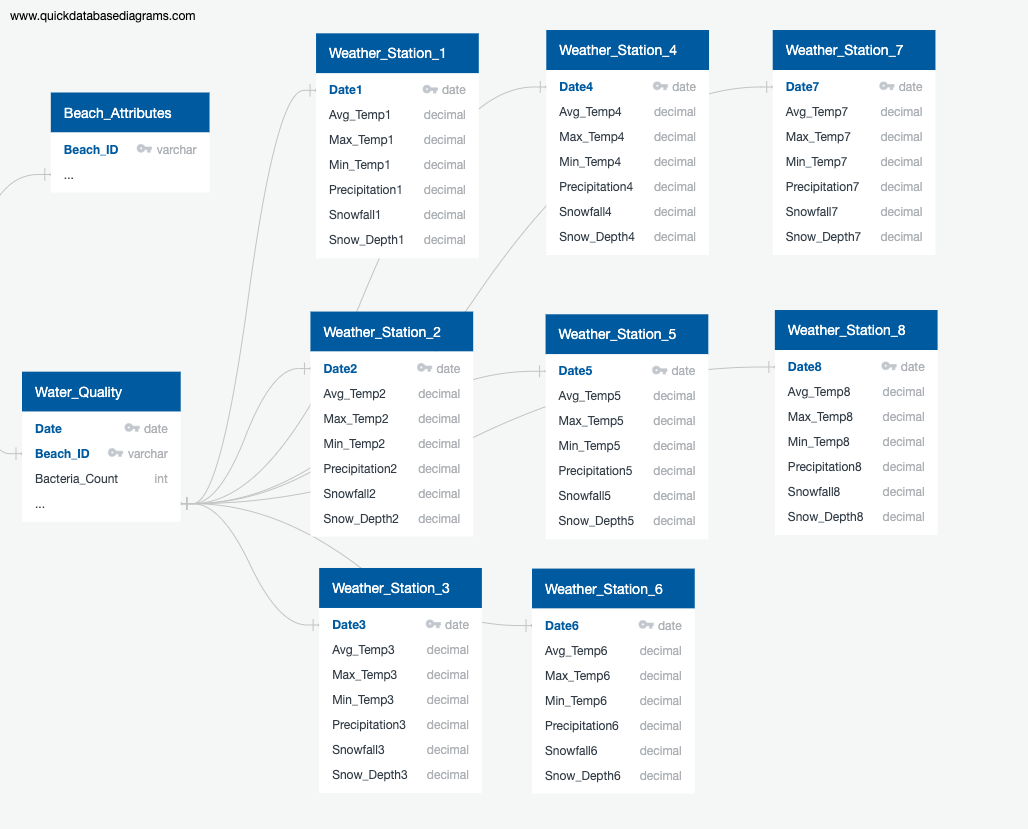 www.quickdatabasediagrams.com
Beach_Attributes
Beach_ID varchar
...
Water_Quality
Date date
Beach_ID varchar
Bacteria_Count int
...
Weather_Station_1
Date1 date
Avg_Temp1 decimal
Max_Temp1 decimal
Min_Temp1 decimal
Precipitation1 decimal
Snowfall1 decimal
Snow_Depth1 decimal
Weather_Station_2
Date2 date
Avg_Temp2 decimal
Max_Temp2 decimal
Min_Temp2 decimal
Precipitation2 decimal
Snowfall2 decimal
Snow_Depth2 decimal
Weather_Station_3
Date3 date
Avg_Temp3 decimal
Max_Temp3 decimal
Min_Temp3 decimal
Precipitation3 decimal
Snowfall3 decimal
Snow_Depth3 decimal
Weather_Station_4
Date4 date
Avg_Temp4 decimal
Max_Temp4 decimal
Min_Temp4 decimal
Precipitation4 decimal
Snowfall4 decimal
Snow_Depth4 decimal
Weather_Station_5
Date5 date
Avg_Temp5 decimal
Max_Temp5 decimal
Min_Temp5 decimal
Precipitation5 decimal
Snowfall5 decimal
Snow_Depth5 decimal
Weather_Station_6
Date6 date
Avg_Temp6 decimal
Max_Temp6 decimal
Min_Temp6 decimal
Precipitation6 decimal
Snowfall6 decimal
Snow_Depth6 decimal
Weather_Station_7
Date7 date
Avg_Temp7 decimal
Max_Temp7 decimal
Min_Temp7 decimal
Precipitation7 decimal
Snowfall7 decimal
Snow_Depth7 decimal
Weather_Station_8
Date8 date
Avg_Temp8 decimal
Max_Temp8 decimal
Min_Temp8 decimal
Precipitation8 decimal
Snowfall8 decimal
Snow_Depth8 decimal